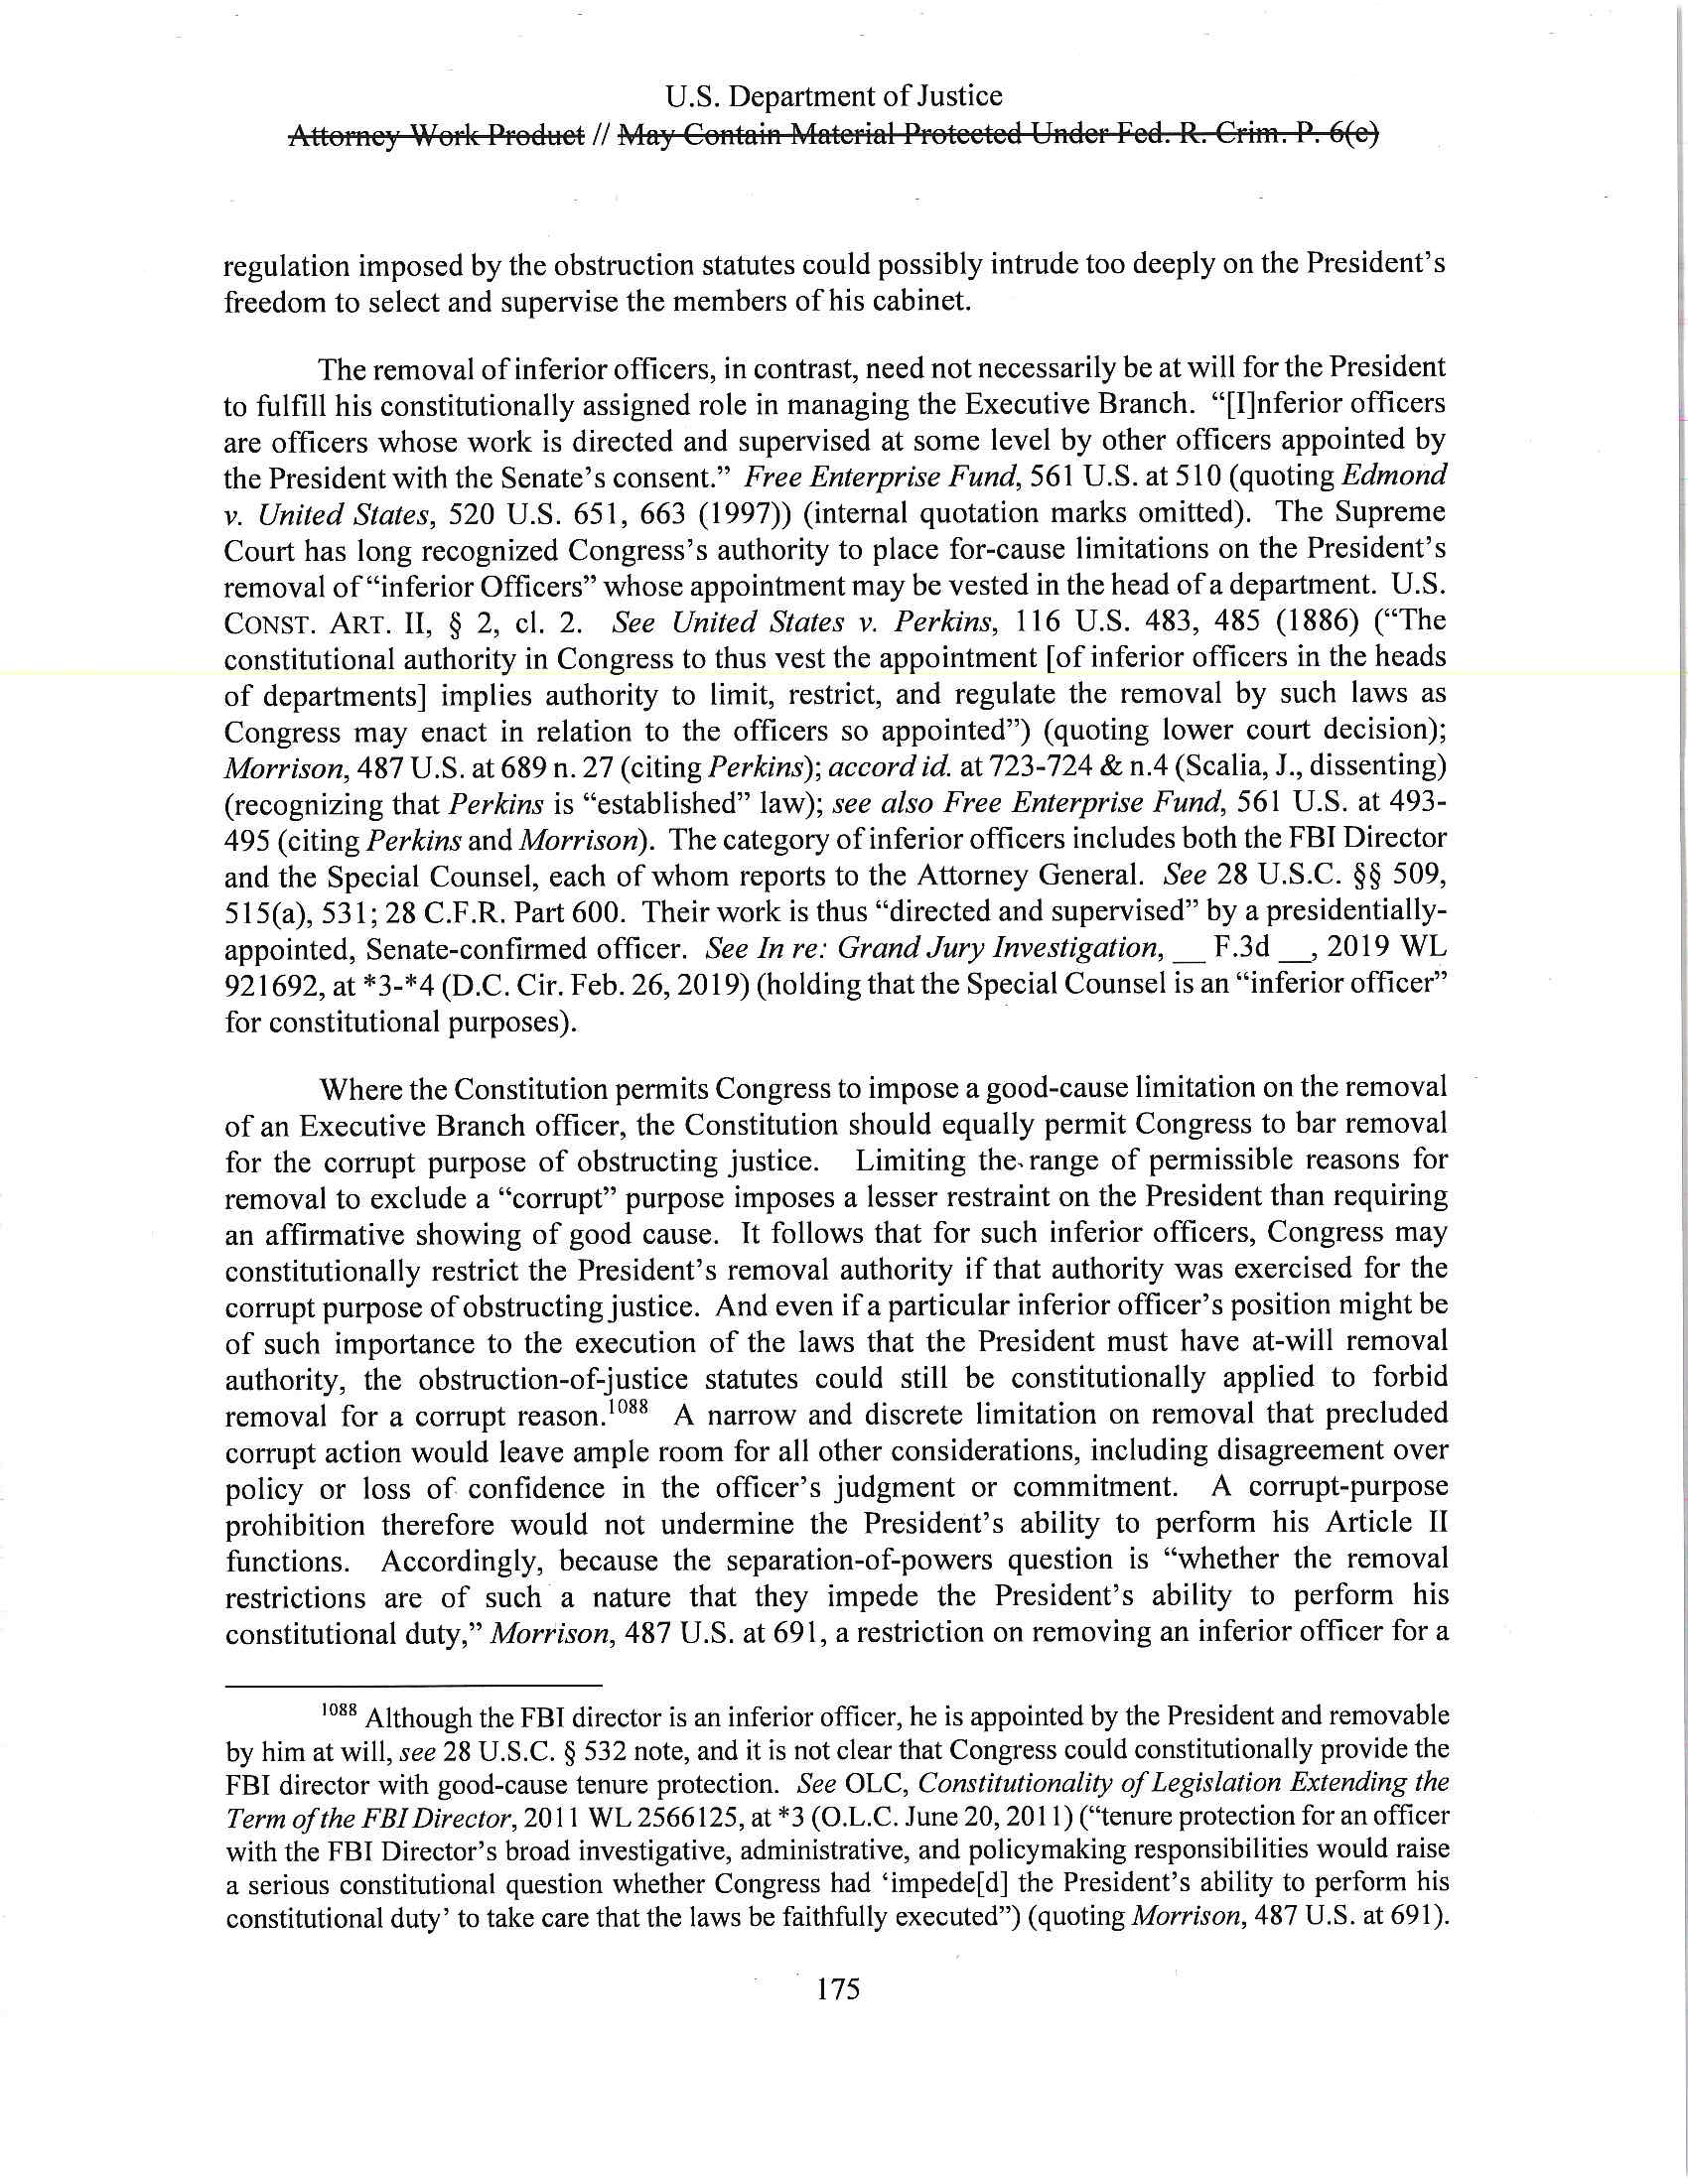 U.S. Department of Justice
Attorney Work Product // May Contain Material Protected Under Fed. R. Crim. P. 6(e)
regulation imposed by the obstruction statutes could possibly intrude too deeply on the President's
freedom to select and supervise the members of his cabinet.
The removal of inferior officers, in contrast, need not necessarily be at will for the President
to fulfill his constitutionally assigned role in managing the Executive Branch. “[I]nferior officers
are officers whose work is directed and supervised at some level by other officers appointed by
the President with the Senate's consent.” Free Enterprise Fund, 561 U.S. at 510 (quoting Edmond
v. United States, 520 U.S. 651, 663 (1997)) (internal quotation marks omitted). The Supreme
Court has long recognized Congress's authority to place for-cause limitations on the President's
removal of “inferior Officers” whose appointment may be vested in the head of a department. U.S.
CONST. ART. II, § 2, cl. 2. See United States v. Perkins, 116 U.S. 483, 485 (1886) (“The
constitutional authority in Congress to thus vest the appointment [of inferior officers in the heads
of departments] implies authority to limit, restrict, and regulate the removal by such laws as
Congress may enact in relation to the officers so appointed”) (quoting lower court decision);
Morrison, 487 U.S. at 689 n. 27 (citing Perkins); accord id. at 723-724 & n.4 (Scalia, J., dissenting)
(recognizing that Perkins is “established” law); see also Free Enterprise Fund, 561 U.S. at 493-
495 (citing Perkins and Morrison). The category of inferior officers includes both the FBI Director
and the Special Counsel, each of whom reports to the Attorney General. See 28 U.S.C. §§ 509,
515(a), 531; 28 C.F.R. Part 600. Their work is thus “directed and supervised” by a presidentially-
appointed, Senate-confirmed officer. See In re: Grand Jury Investigation, __ F.3d __, 2019 WL
921692, at *3-*4 (D.C. Cir. Feb. 26, 2019) (holding that the Special Counsel is an “inferior officer”
for constitutional purposes).
Where the Constitution permits Congress to impose a good-cause limitation on the removal
of an Executive Branch officer, the Constitution should equally permit Congress to bar removal
for the corrupt purpose of obstructing justice. Limiting the range of permissible reasons for
removal to exclude a “corrupt” purpose imposes a lesser restraint on the President than requiring
an affirmative showing of good cause. It follows that for such inferior officers, Congress may
constitutionally restrict the President's removal authority if that authority was exercised for the
corrupt purpose of obstructing justice. And even if a particular inferior officer's position might be
of such importance to the execution of the laws that the President must have at-will removal
authority, the obstruction-of-justice statutes could still be constitutionally applied to forbid
removal for a corrupt reason.1088 A narrow and discrete limitation on removal that precluded
corrupt action would leave ample room for all other considerations, including disagreement over
policy or loss of confidence in the officer's judgment or commitment. A corrupt-purpose
prohibition therefore would not undermine the President's ability to perform his Article II
functions. Accordingly, because the separation-of-powers question is “whether the removal
restrictions are of such a nature that they impede the President's ability to perform his
constitutional duty,” Morrison, 487 U.S. at 691, a restriction on removing an inferior officer for a
1088 Although the FBI director is an inferior officer, he is appointed by the President and removable
by him at will, see 28 U.S.C. § 532 note, and it is not clear that Congress could constitutionally provide the
FBI director with good-cause tenure protection. See OLC, Constitutionality of Legislation Extending the
Term of the FBI Director, 2011 WL 2566125, at *3 (O.L.C. June 20, 2011) (“tenure protection for an officer
with the FBI Director's broad investigative, administrative, and policymaking responsibilities would raise
a serious constitutional question whether Congress had ‘impede[d] the President's ability to perform his
constitutional duty’ to take care that the laws be faithfully executed”) (quoting Morrison, 487 U.S. at 691).
175